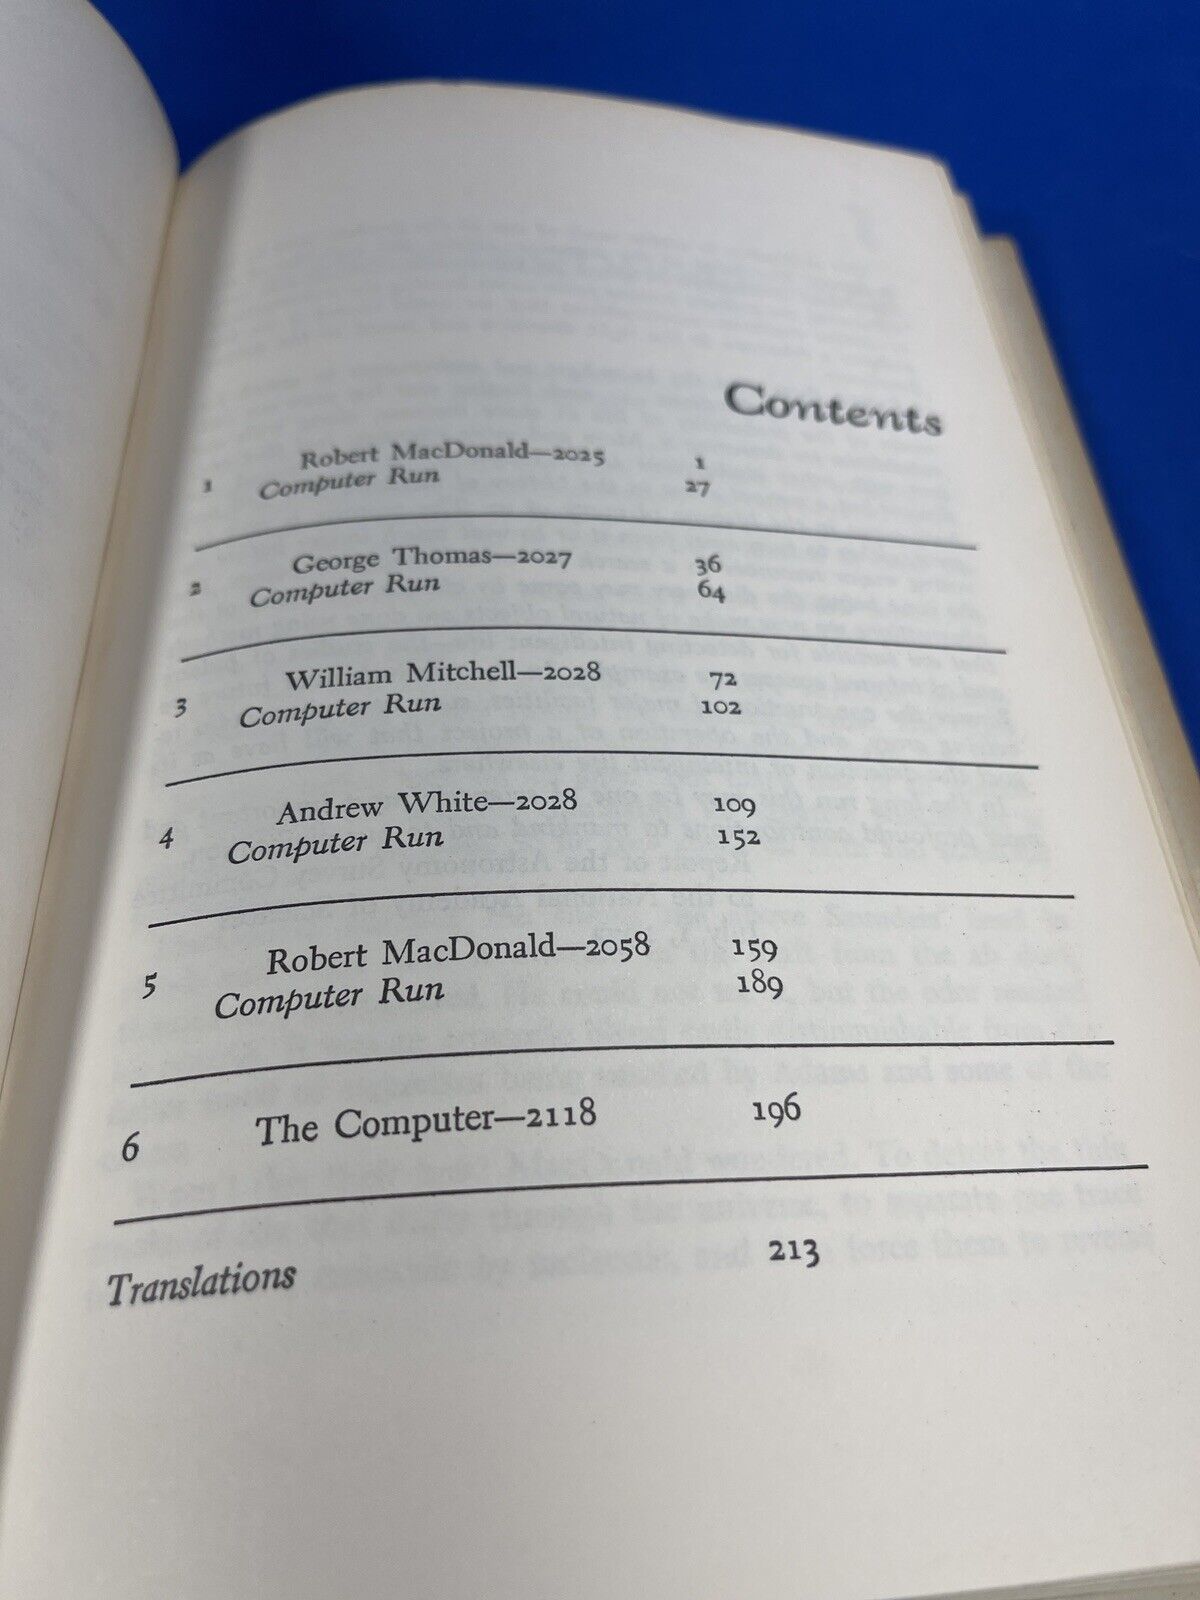 Contents
1 Robert MacDonald—2025 1
Computer Run 27
2 George Thomas—2027 36
Computer Run 64
3 William Mitchell—2028 72
Computer Run 102
4 Andrew White—2028 109
Computer Run 152
5 Robert MacDonald—2058 159
Computer Run 189
6 The Computer—2118 196
Translations 213